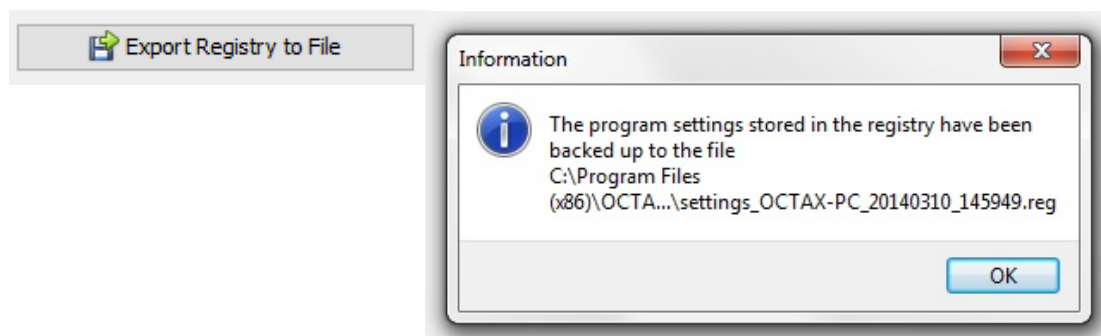 Export Registry to File
Information
The program settings stored in the registry have been
backed up to the file
C:\Program Files
(x86)\OCTA...\settings_OCTAX-PC_20140310_145949.reg
OK